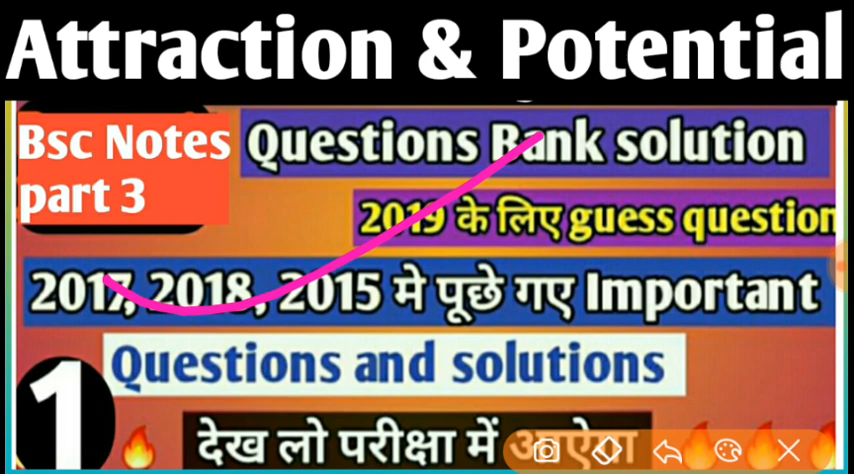 Attraction & Potential
Bsc Notes
part 3
Questions Bank solution
2019 के लिए guess question
2017, 2018, 2015 मे पूछे गए Important
Questions and solutions
1
देख लो परीक्षा में आऐगा